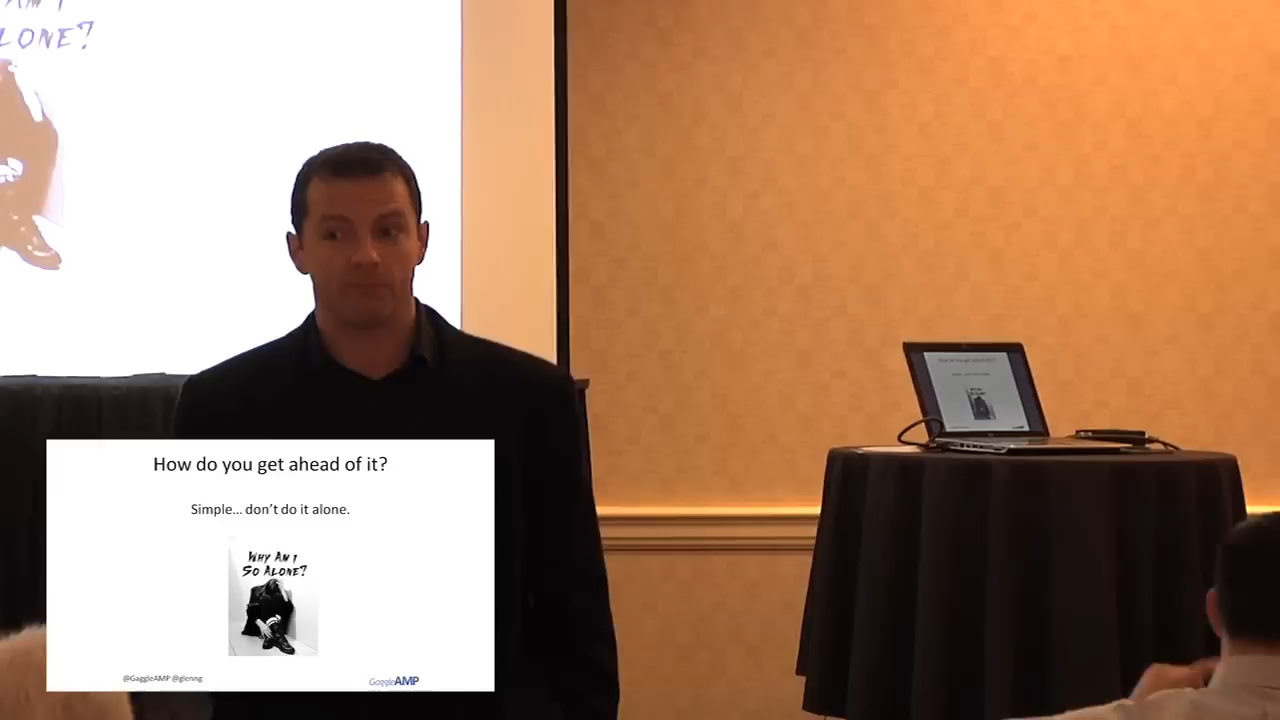 LONE?
How do you get ahead of it?
Simple... don't do it alone.
WHY AM I
SO ALONE?
@GaggleAMP @glenng
GaggleAMP